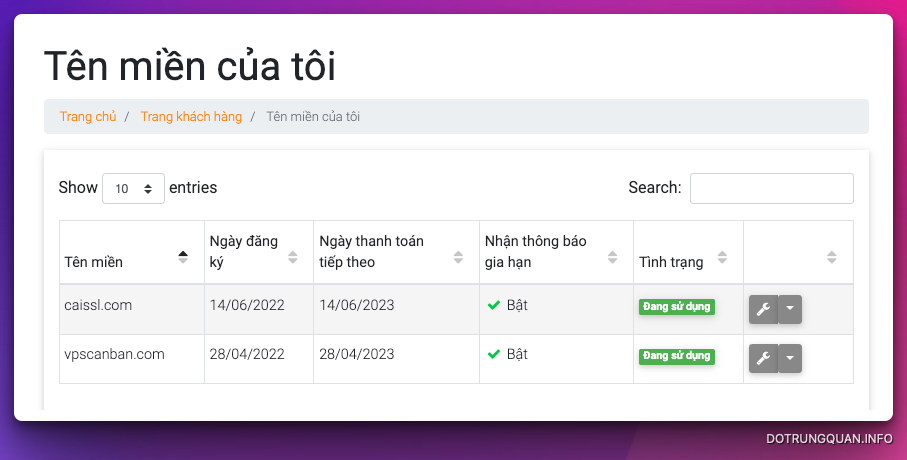 Tên miền của tôi
Trang chủ / Trang khách hàng / Tên miền của tôi
Show 10 entries Search:
Tên miền Ngày đăng ký Ngày thanh toán tiếp theo Nhận thông báo gia hạn Tình trạng
caissl.com 14/06/2022 14/06/2023 Bật Đang sử dụng
vpscanban.com 28/04/2022 28/04/2023 Bật Đang sử dụng
DOTRUNGQUAN.INFO